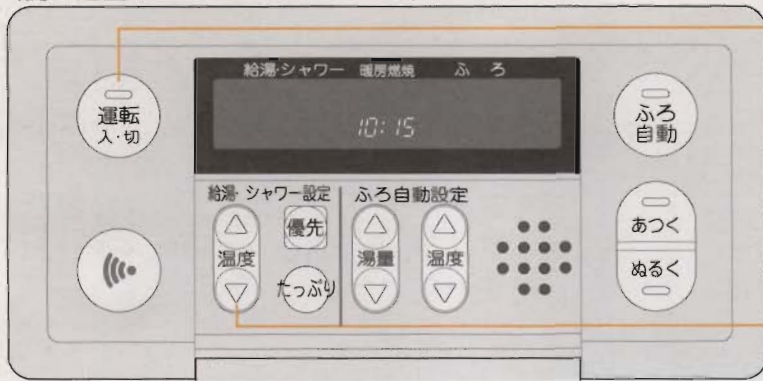 給湯・シャワー 暖房燃焼 ふろ
運転
入・切
10:15
ふろ
自動
給湯・シャワー設定 ふろ自動設定
優先
温度 湯量 温度
たっぷり
あつく
ぬるく